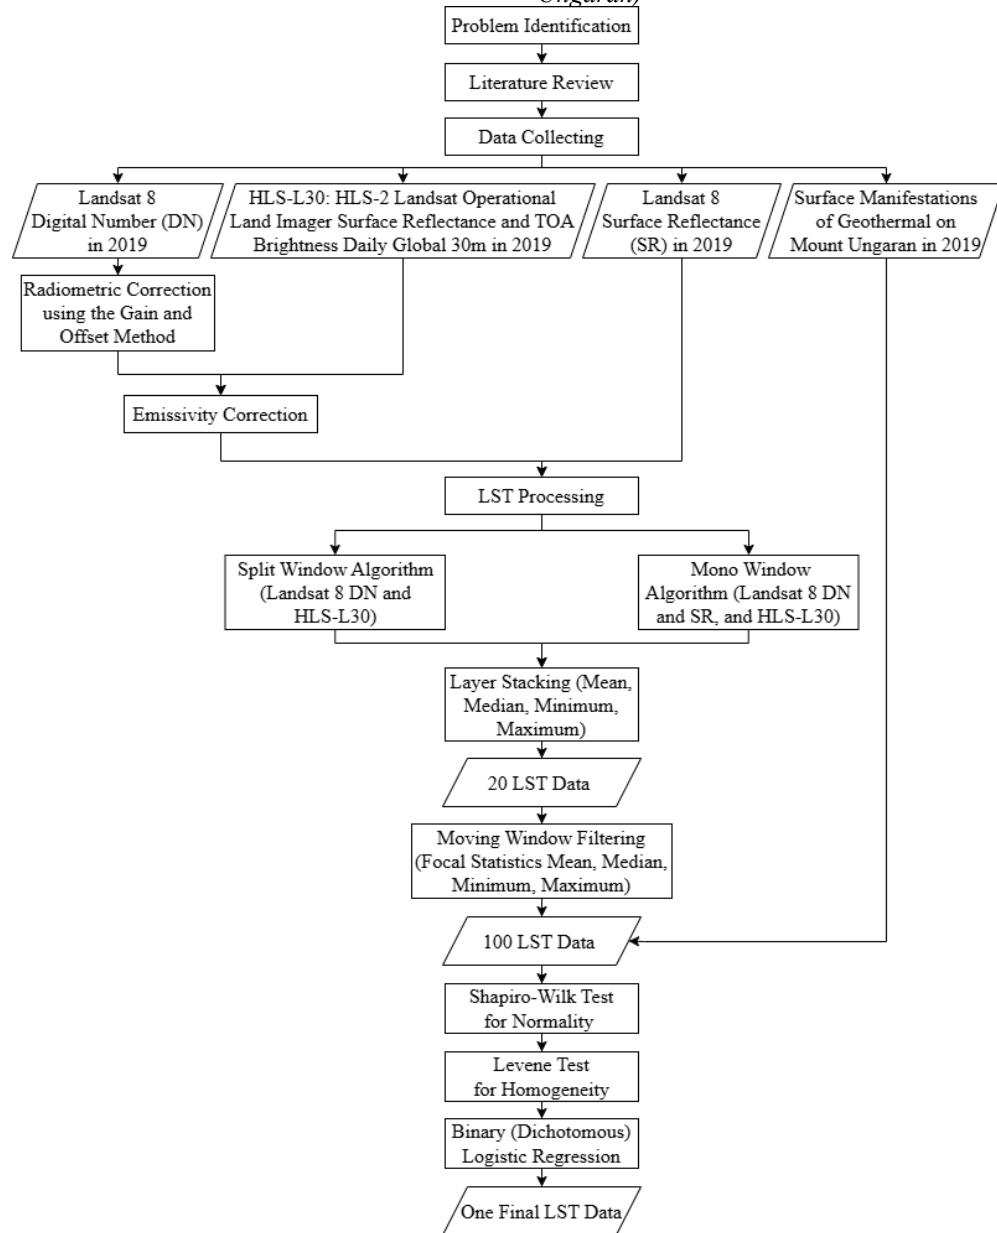 Ungaran)
Problem Identification
Literature Review
Data Collecting
Landsat 8
Digital Number (DN)
in 2019
HLS-L30: HLS-2 Landsat Operational
Land Imager Surface Reflectance and TOA
Brightness Daily Global 30m in 2019
Landsat 8
Surface Reflectance
(SR) in 2019
Surface Manifestations
of Geothermal on
Mount Ungaran in 2019
Radiometric Correction
using the Gain and
Offset Method
Emissivity Correction
LST Processing
Split Window Algorithm
(Landsat 8 DN and
HLS-L30)
Mono Window
Algorithm (Landsat 8 DN
and SR, and HLS-L30)
Layer Stacking (Mean,
Median, Minimum,
Maximum)
20 LST Data
Moving Window Filtering
(Focal Statistics Mean, Median,
Minimum, Maximum)
100 LST Data
Shapiro-Wilk Test
for Normality
Levene Test
for Homogeneity
Binary (Dichotomous)
Logistic Regression
One Final LST Data